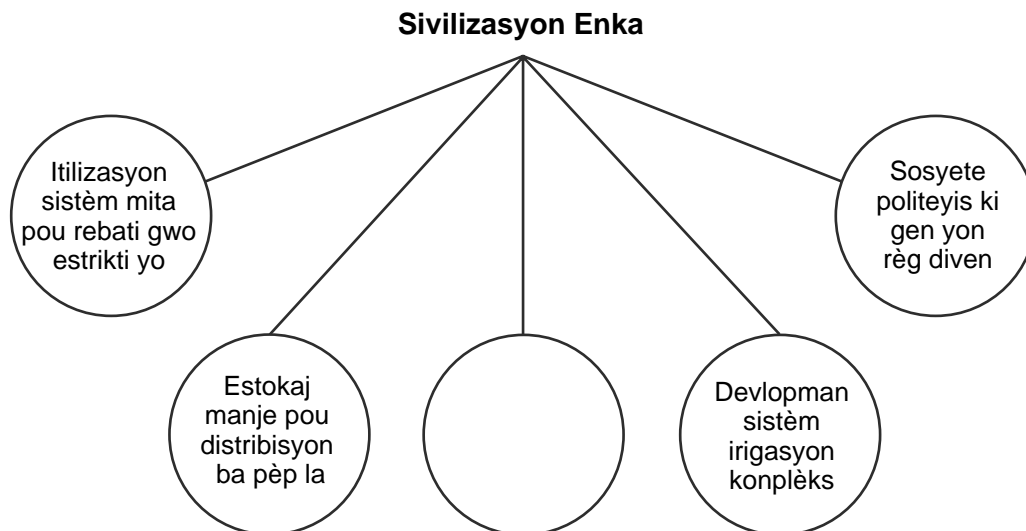 Sivilizasyon Enka
Itilizasyon
sistèm mita
pou rebati gwo
estrikti yo
Estokaj
manje pou
distribisyon
ba pèp la
Devlopman
sistèm
irigasyon
konplèks
Sosyete
politeyis ki
gen yon
règ diven